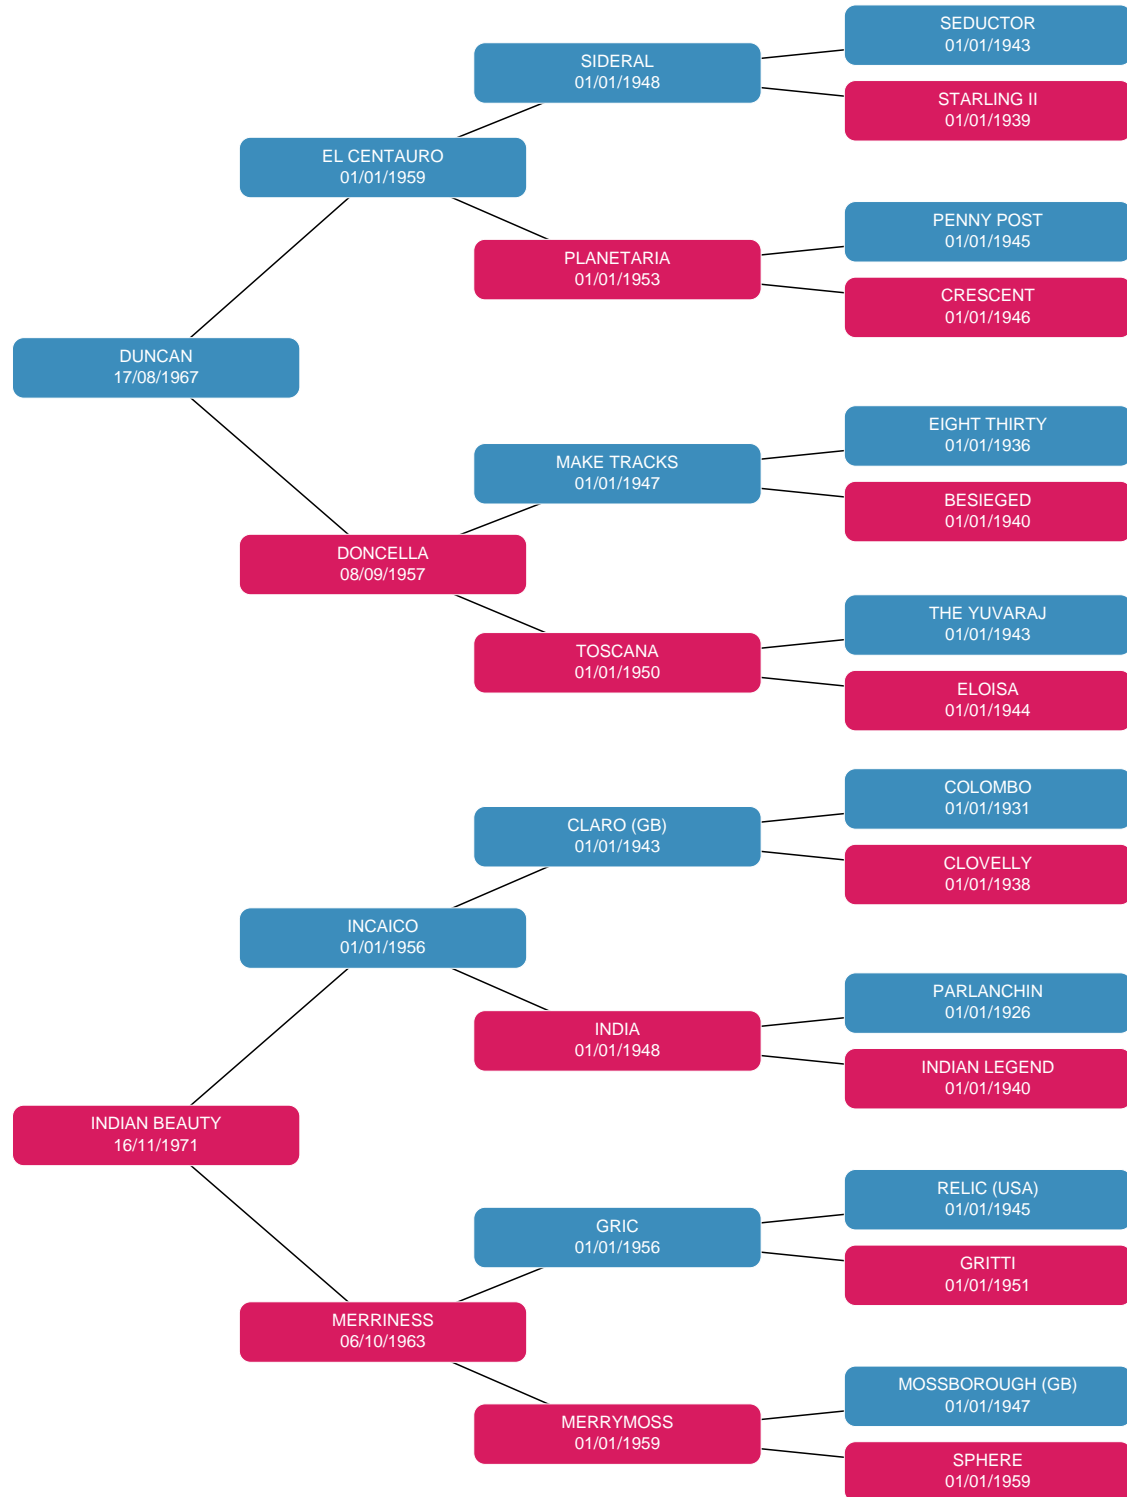 SEDUCTOR
01/01/1943
SIDERAL
01/01/1948
STARLING II
01/01/1939
EL CENTAURO
01/01/1959
PENNY POST
01/01/1945
PLANETARIA
01/01/1953
CRESCENT
01/01/1946
DUNCAN
17/08/1967
EIGHT THIRTY
01/01/1936
MAKE TRACKS
01/01/1947
BESIEGED
01/01/1940
DONCELLA
08/09/1957
THE YUVARAJ
01/01/1943
TOSCANA
01/01/1950
ELOISA
01/01/1944
COLOMBO
01/01/1931
CLARO (GB)
01/01/1943
CLOVELLY
01/01/1938
INCAICO
01/01/1956
PARLANCHIN
01/01/1926
INDIA
01/01/1948
INDIAN LEGEND
01/01/1940
INDIAN BEAUTY
16/11/1971
RELIC (USA)
01/01/1945
GRIC
01/01/1956
GRITTI
01/01/1951
MERRINESS
06/10/1963
MOSSBOROUGH (GB)
01/01/1947
MERRYMOSS
01/01/1959
SPHERE
01/01/1959